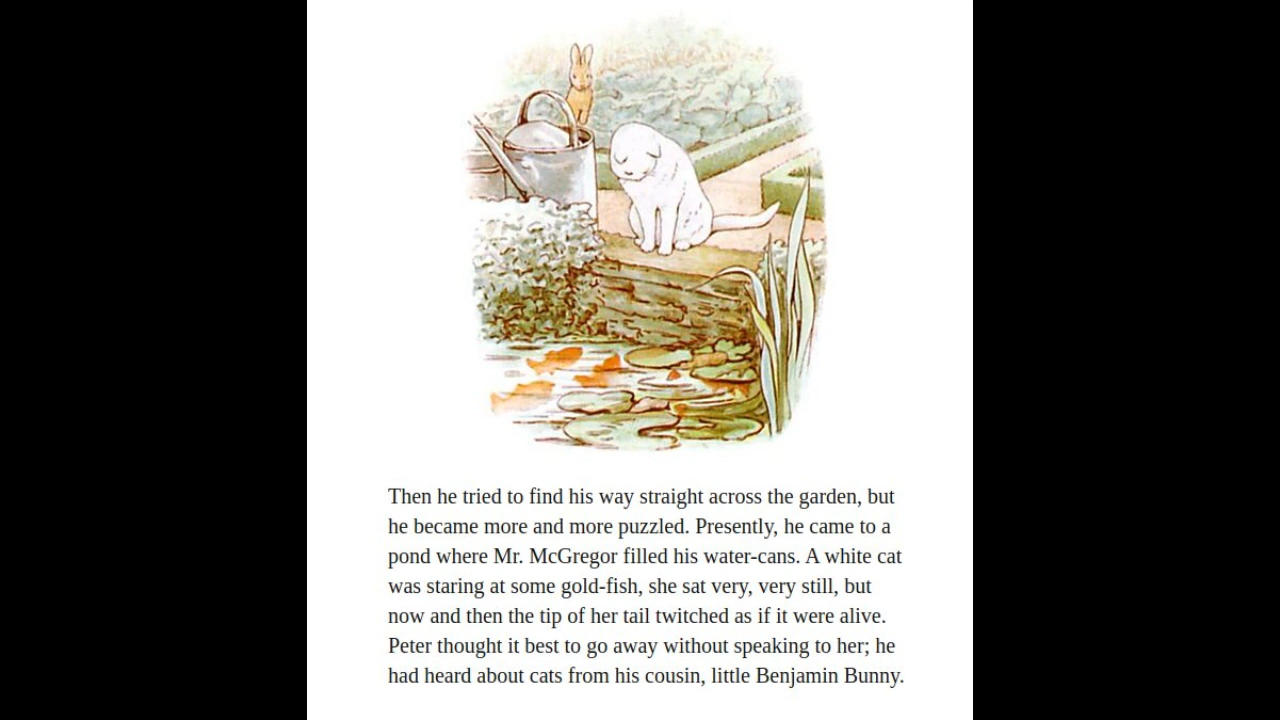 Then he tried to find his way straight across the garden, but
he became more and more puzzled. Presently, he came to a
pond where Mr. McGregor filled his water-cans. A white cat
was staring at some gold-fish, she sat very, very still, but
now and then the tip of her tail twitched as if it were alive.
Peter thought it best to go away without speaking to her; he
had heard about cats from his cousin, little Benjamin Bunny.